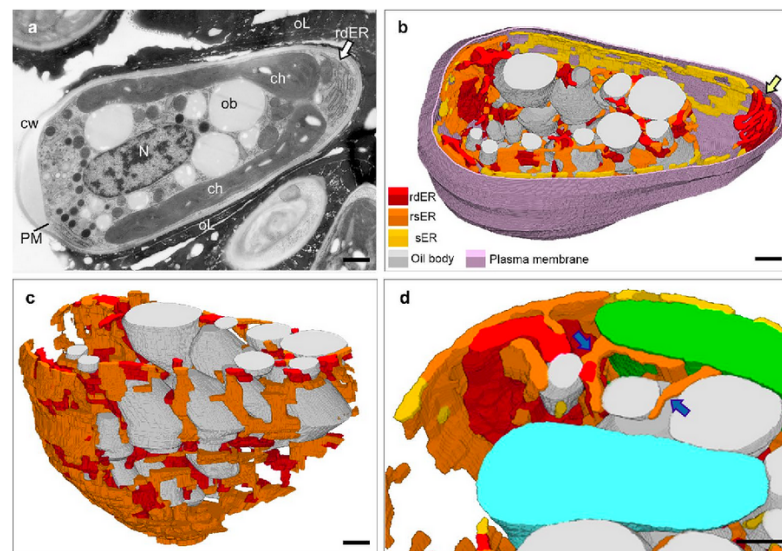 a
oL
rdER
ch
ob
cw
N
ch
PM
oL
b
rdER
rsER
sER
Oil body
Plasma membrane
c
d